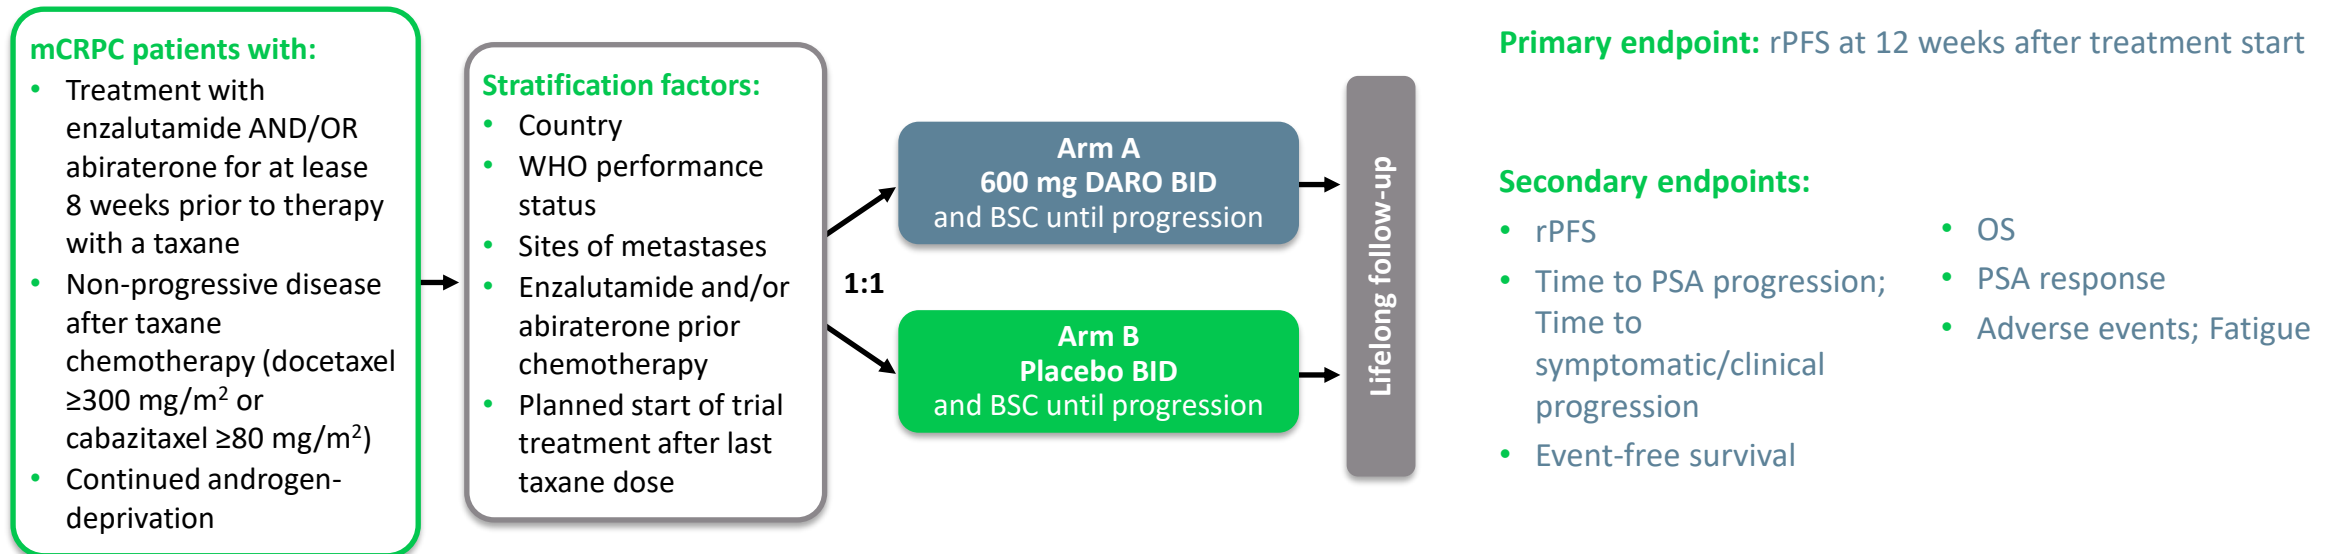 mCRPC patients with:
• Treatment with
enzalutamide AND/OR
abiraterone for at lease
8 weeks prior to therapy
with a taxane
• Non-progressive disease
after taxane
chemotherapy (docetaxel
≥300 mg/m² or
cabazitaxel ≥80 mg/m²)
• Continued androgen-
deprivation
Stratification factors:
• Country
• WHO performance
status
• Sites of metastases
• Enzalutamide and/or
abiraterone prior
chemotherapy
• Planned start of trial
treatment after last
taxane dose
1:1
Arm A
600 mg DARO BID
and BSC until progression
Arm B
Placebo BID
and BSC until progression
Lifelong follow-up
Primary endpoint: rPFS at 12 weeks after treatment start
Secondary endpoints:
• rPFS
• Time to PSA progression;
Time to
symptomatic/clinical
progression
• Event-free survival
• OS
• PSA response
• Adverse events; Fatigue